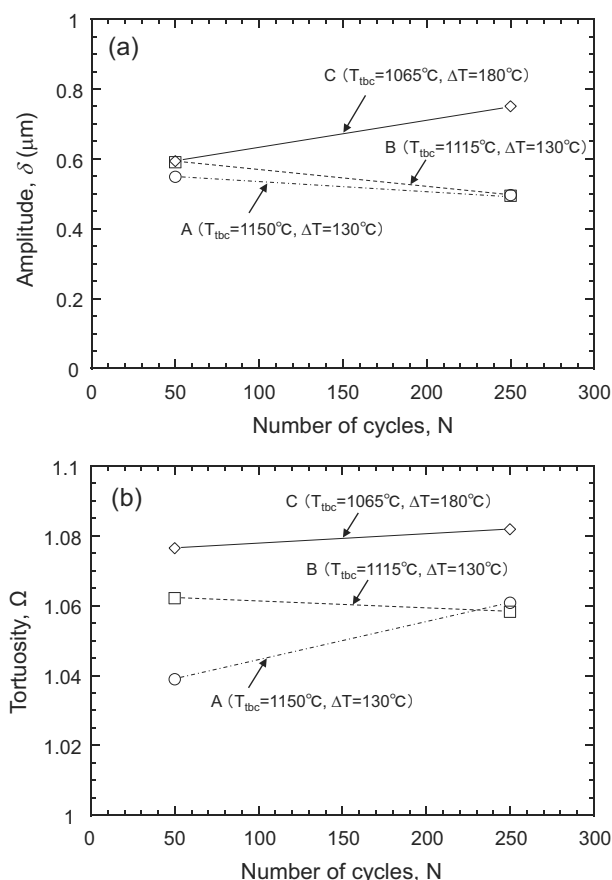 (a)
C (T_tbc=1065℃, ΔT=180℃)
B (T_tbc=1115℃, ΔT=130℃)
A (T_tbc=1150℃, ΔT=130℃)
Amplitude, δ (μm)
1
0.8
0.6
0.4
0.2
0
0 50 100 150 200 250 300
Number of cycles, N
(b)
C (T_tbc=1065℃, ΔT=180℃)
B (T_tbc=1115℃, ΔT=130℃)
A (T_tbc=1150℃, ΔT=130℃)
Tortuosity, Ω
1.1
1.08
1.06
1.04
1.02
1
0 50 100 150 200 250 300
Number of cycles, N